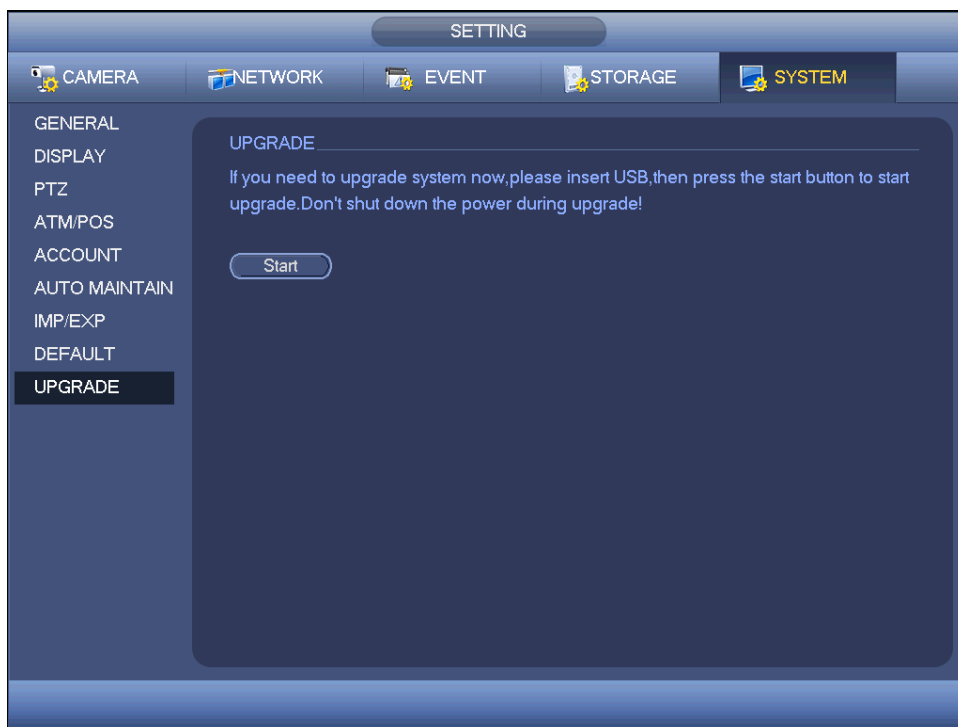 SETTING
CAMERA
NETWORK
EVENT
STORAGE
SYSTEM
GENERAL
DISPLAY
PTZ
ATM/POS
ACCOUNT
AUTO MAINTAIN
IMP/EXP
DEFAULT
UPGRADE
UPGRADE
If you need to upgrade system now,please insert USB,then press the start button to start
upgrade.Don't shut down the power during upgrade!
Start